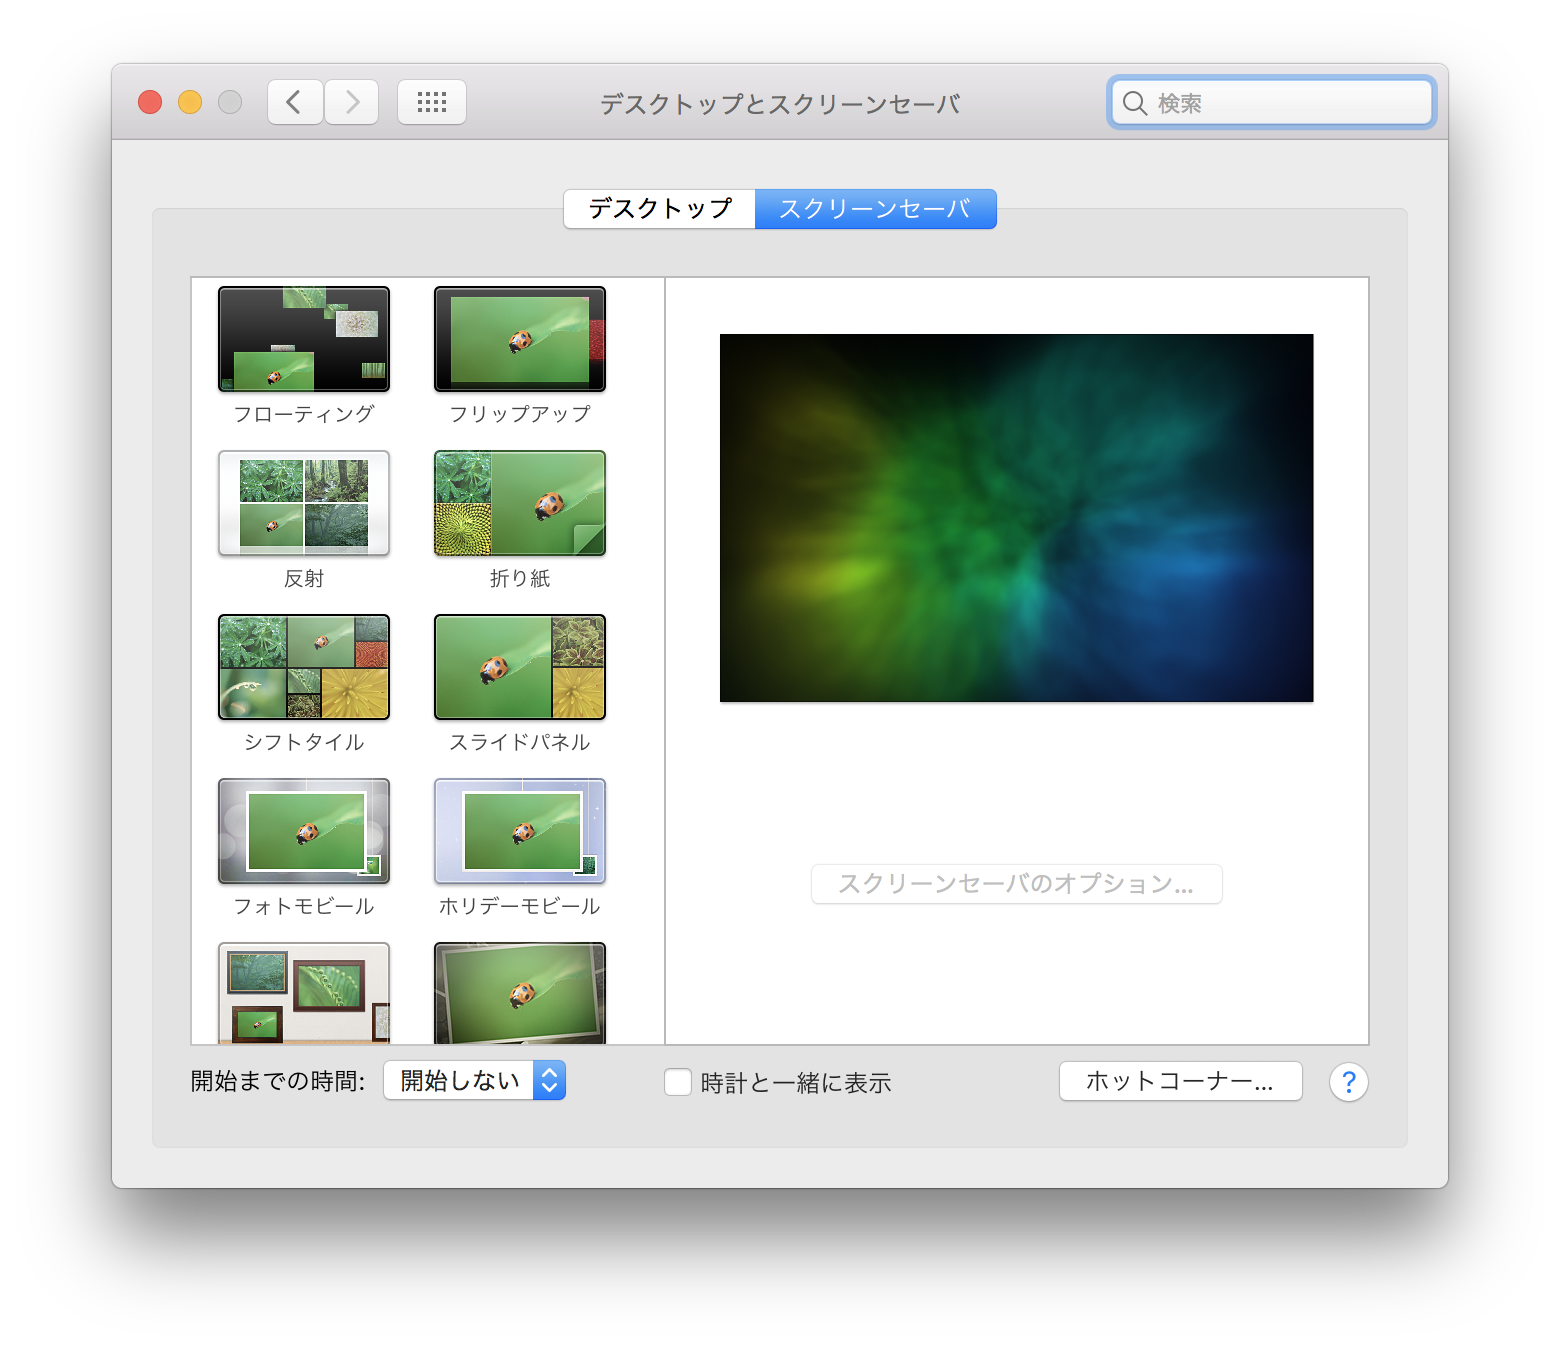 デスクトップとスクリーンセーバ
検索
デスクトップ
スクリーンセーバ
フローティング
フリップアップ
反射
折り紙
シフトタイル
スライドパネル
フォトモビール
ホリデーモビール
スクリーンセーバのオプション...
開始までの時間:
開始しない
時計と一緒に表示
ホットコーナー...
?